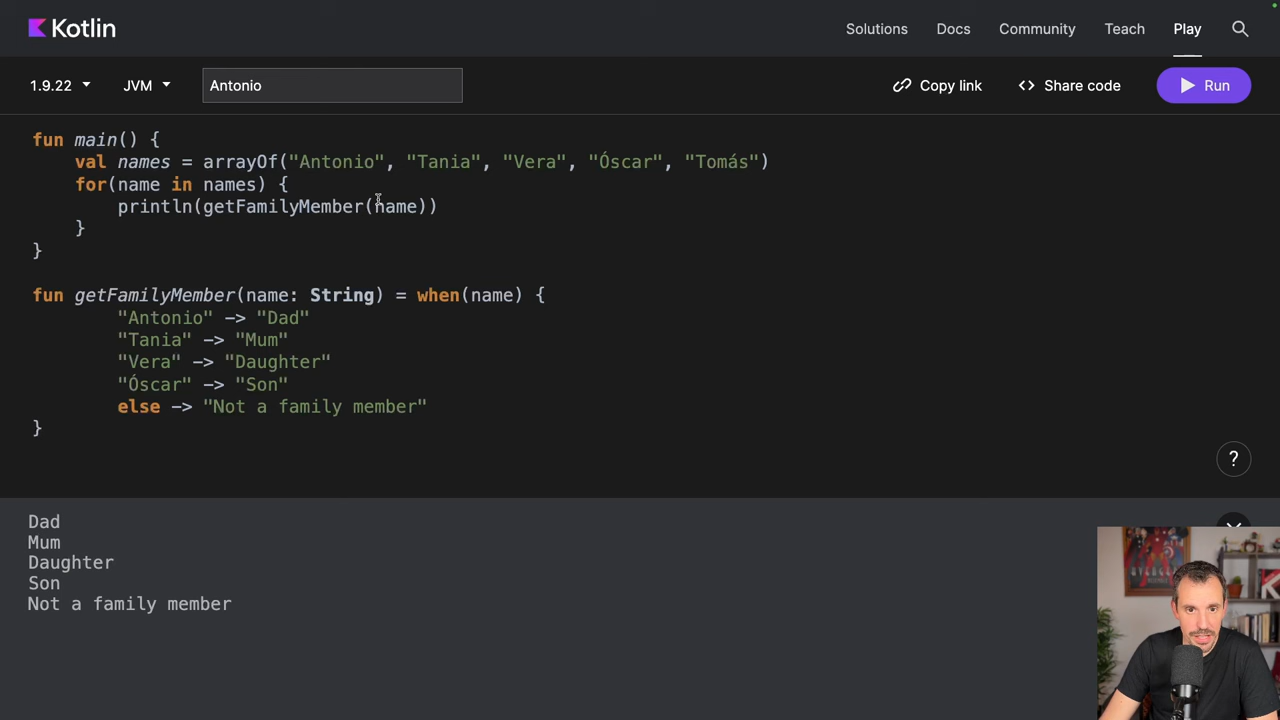 Kotlin
Solutions Docs Community Teach Play
1.9.22 JVM Antonio Copy link Share code Run
fun main() {
    val names = arrayOf("Antonio", "Tania", "Vera", "Óscar", "Tomás")
    for(name in names) {
        println(getFamilyMember(name))
    }
}
fun getFamilyMember(name: String) = when(name) {
        "Antonio" -> "Dad"
        "Tania" -> "Mum"
        "Vera" -> "Daughter"
        "Óscar" -> "Son"
        else -> "Not a family member"
}
?
Dad
Mum
Daughter
Son
Not a family member